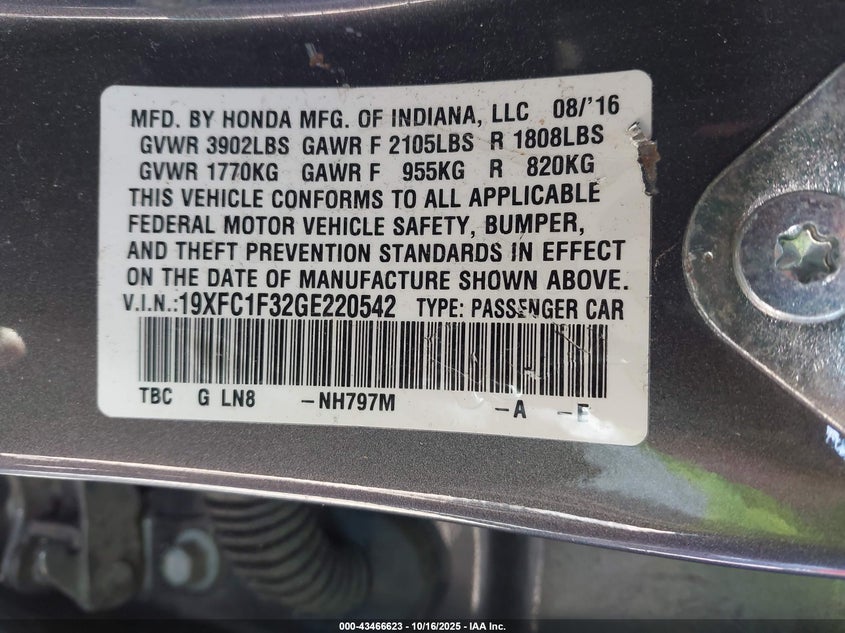 MFD. BY HONDA MFG. OF INDIANA, LLC 08/'16
GVWR 3902LBS GAWR F 2105LBS R 1808LBS
GVWR 1770KG GAWR F 955KG R 820KG
THIS VEHICLE CONFORMS TO ALL APPLICABLE
FEDERAL MOTOR VEHICLE SAFETY, BUMPER,
AND THEFT PREVENTION STANDARDS IN EFFECT
ON THE DATE OF MANUFACTURE SHOWN ABOVE.
V.I.N.:19XFC1F32GE220542 TYPE: PASSENGER CAR
TBC G LN8 -NH797M -A -E
000-43466623 - 10/16/2025 - IAA Inc.